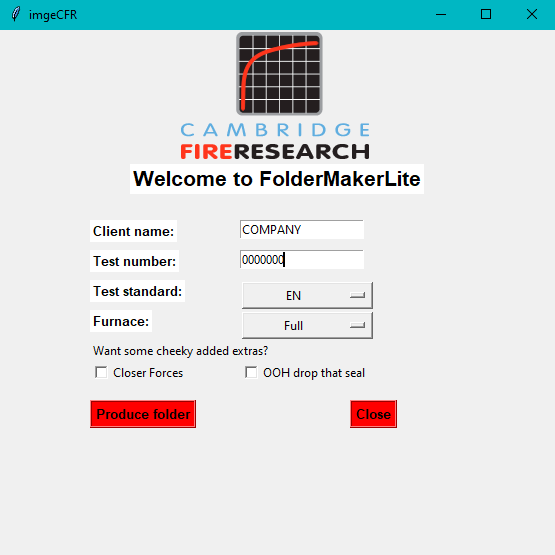 imgeCFR
CAMBRIDGE
FIRERESEARCH
Welcome to FolderMakerLite
Client name: COMPANY
Test number: 0000000
Test standard: EN
Furnace: Full
Want some cheeky added extras?
Closer Forces OOH drop that seal
Produce folder Close